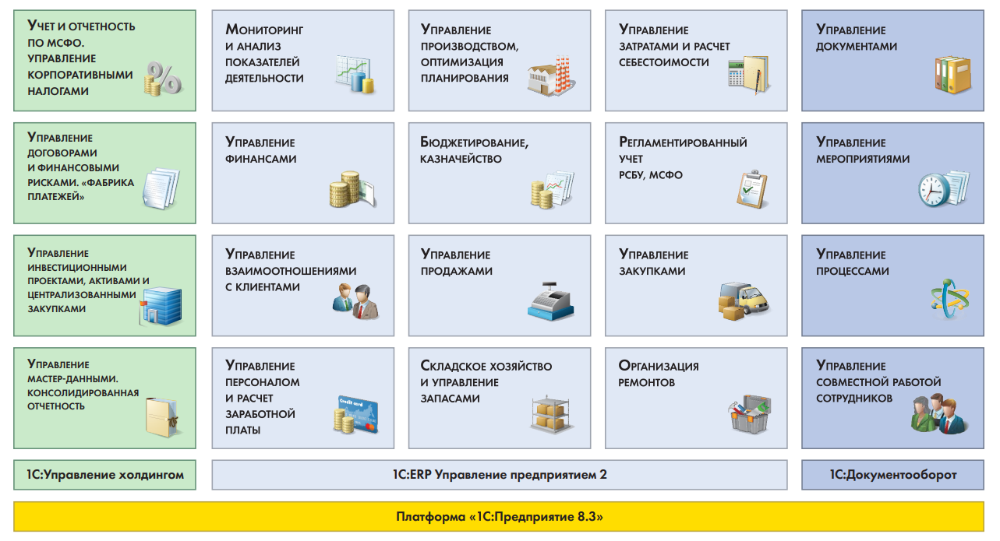 Учет и отчетность
по МСФО.
управление
корпоративными
налогами
Мониторинг
и анализ
показателей
деятельности
Управление
производством,
оптимизация
планирования
Управление
затратами и расчет
себестоимости
Управление
документами
Управление
договорами
и финансовыми
рисками. «Фабрика
платежей»
Управление
финансами
Бюджетирование,
казначейство
Регламентированный
учет
РСБУ, МСФО
Управление
мероприятиями
Управление
инвестиционными
проектами, активами и
централизованными
закупками
Управление
взаимоотношениями
с клиентами
Управление
продажами
Управление
закупками
Управление
процессами
Управление
мастер-данными.
консолидированная
отчетность
Управление
персоналом
и расчет
заработной
платы
Credit card
Складское хозяйство
и управление
запасами
Организация
ремонтов
Управление
совместной работой
сотрудников
1С:Управление холдингом
1С:ERP Управление предприятием 2
1С:Документооборот
Платформа «1С:Предприятие 8.3»